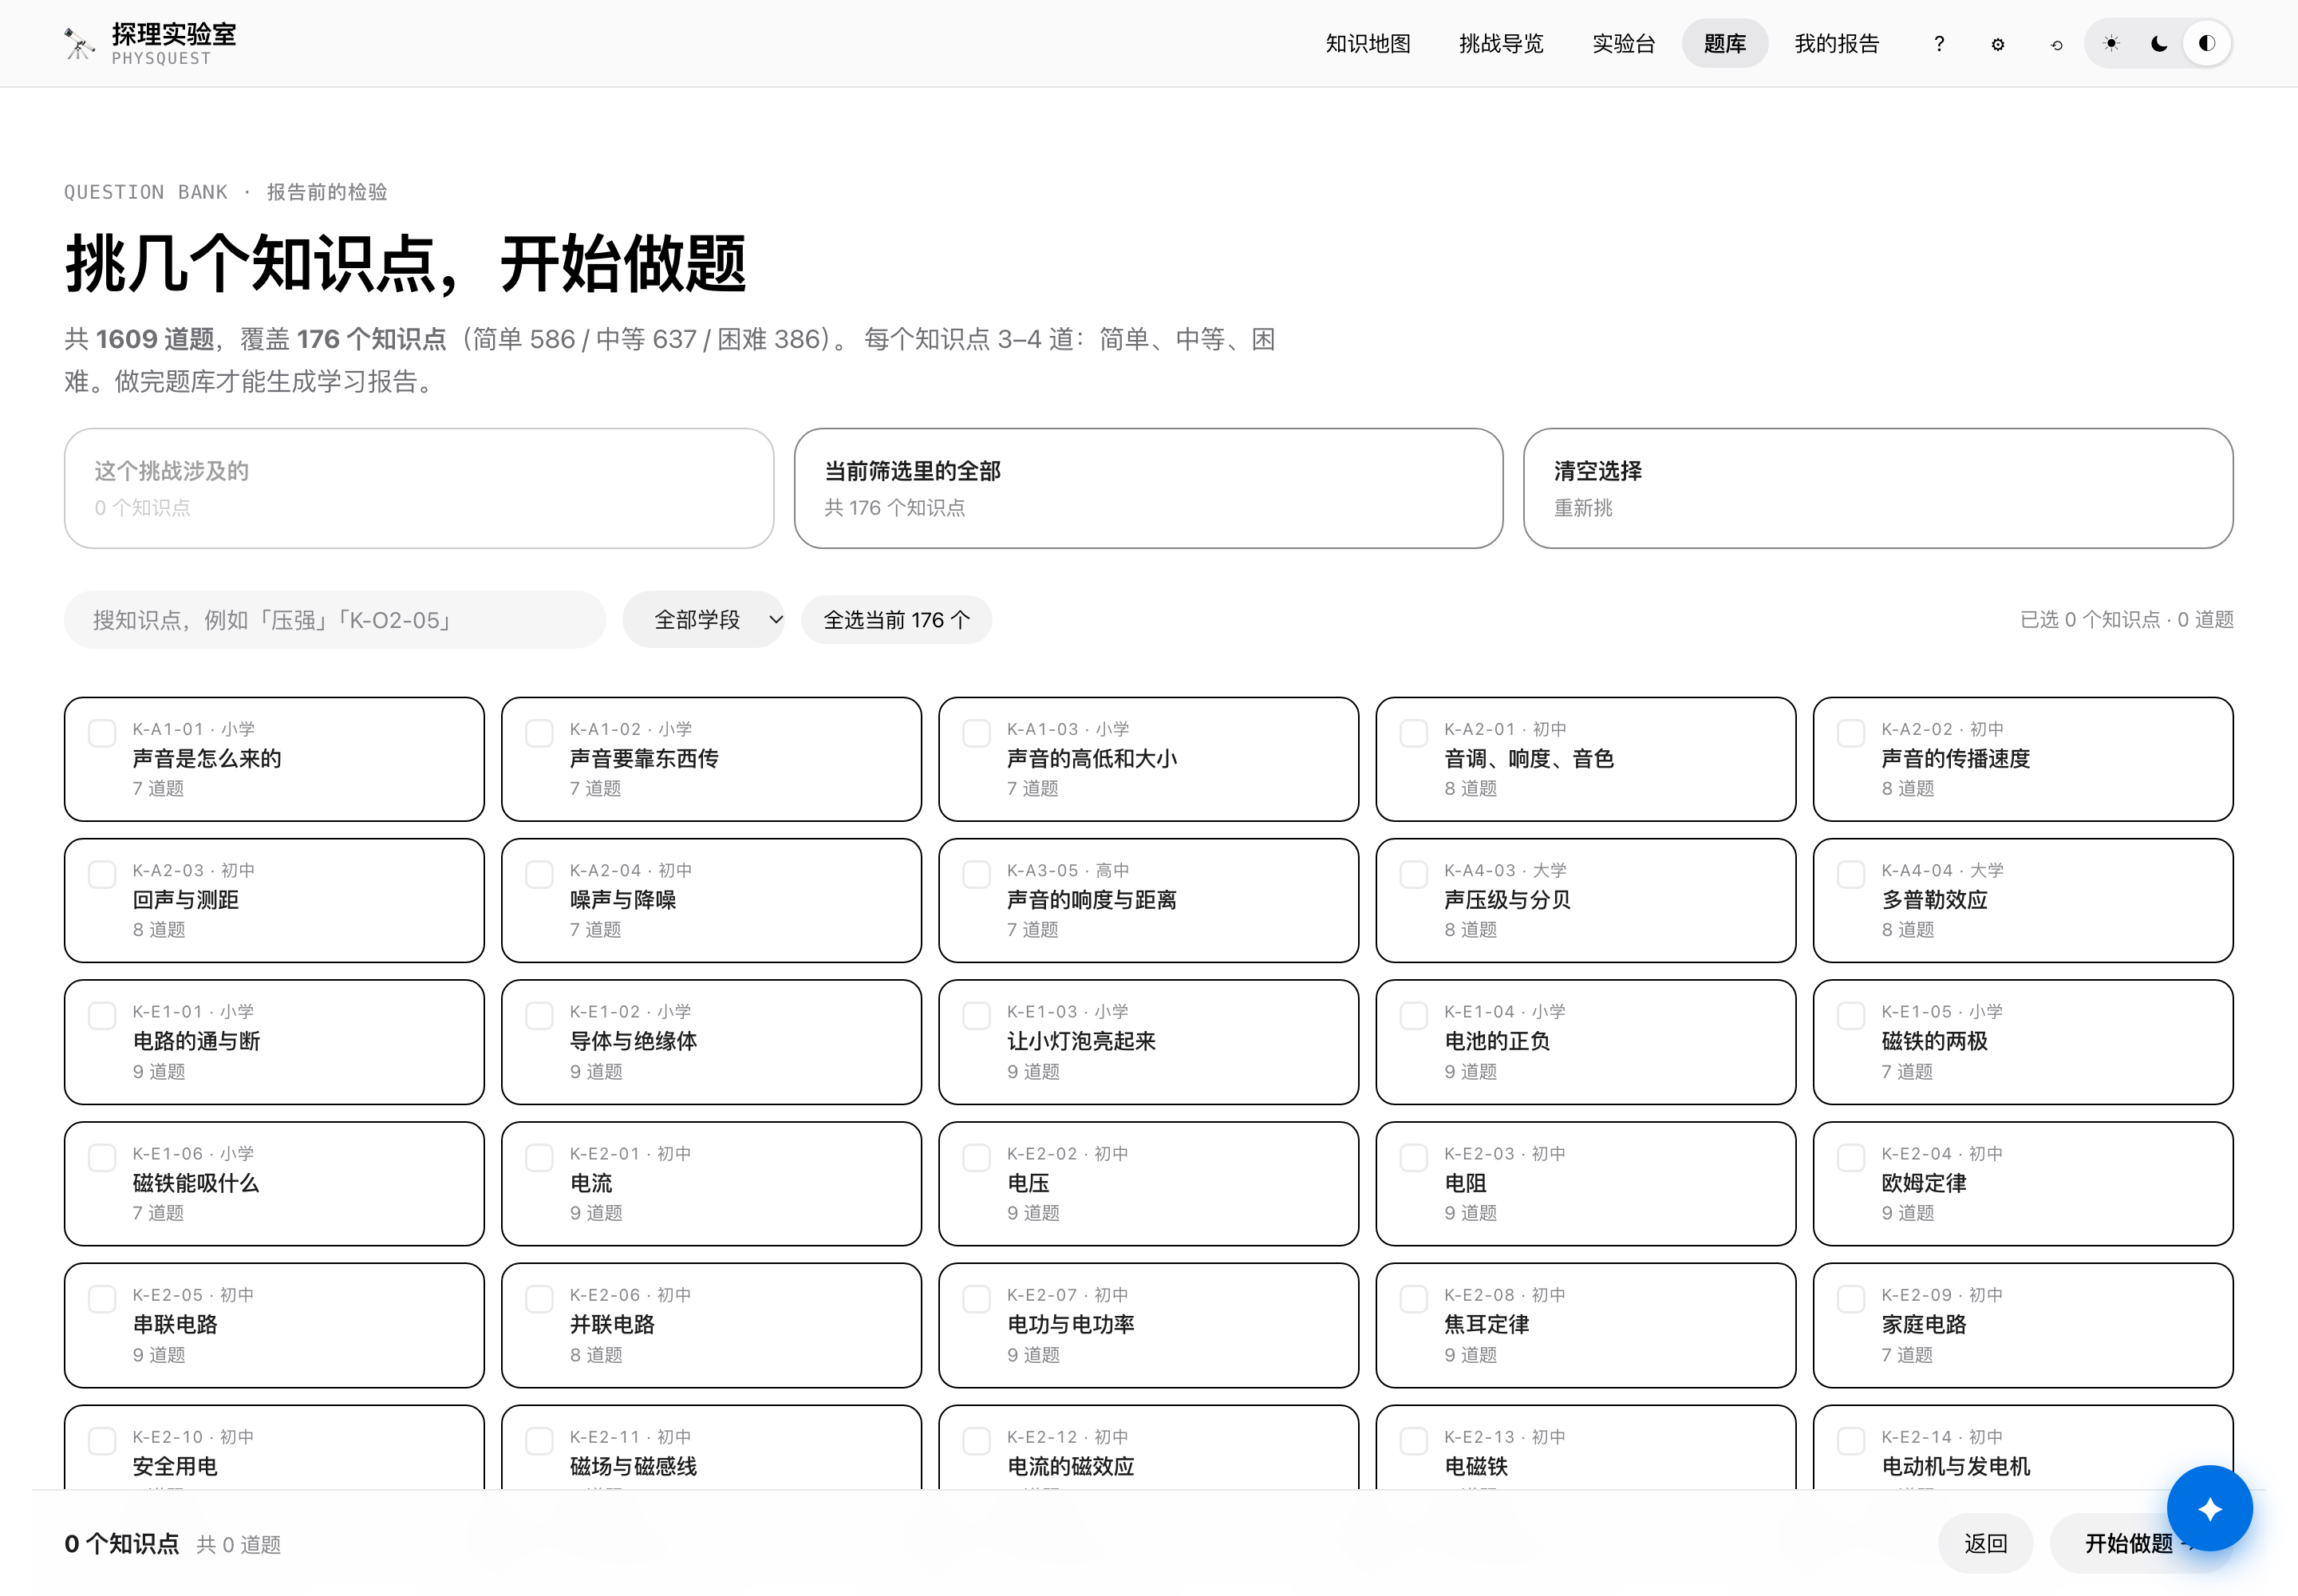 探理实验室
PHYSQUEST
知识地图
挑战导览
实验台
题库
我的报告
?
QUESTION BANK · 报告前的检验
挑几个知识点，开始做题
共 1609 道题，覆盖 176 个知识点（简单 586 / 中等 637 / 困难 386）。 每个知识点 3–4 道：简单、中等、困
难。做完题库才能生成学习报告。
这个挑战涉及的
0 个知识点
当前筛选里的全部
共 176 个知识点
清空选择
重新挑
搜知识点，例如「压强」「K-O2-05」
全部学段
全选当前 176 个
已选 0 个知识点 · 0 道题
K-A1-01 · 小学
声音是怎么来的
7 道题
K-A1-02 · 小学
声音要靠东西传
7 道题
K-A1-03 · 小学
声音的高低和大小
7 道题
K-A2-01 · 初中
音调、响度、音色
8 道题
K-A2-02 · 初中
声音的传播速度
8 道题
K-A2-03 · 初中
回声与测距
8 道题
K-A2-04 · 初中
噪声与降噪
7 道题
K-A3-05 · 高中
声音的响度与距离
7 道题
K-A4-03 · 大学
声压级与分贝
8 道题
K-A4-04 · 大学
多普勒效应
8 道题
K-E1-01 · 小学
电路的通与断
9 道题
K-E1-02 · 小学
导体与绝缘体
9 道题
K-E1-03 · 小学
让小灯泡亮起来
9 道题
K-E1-04 · 小学
电池的正负
9 道题
K-E1-05 · 小学
磁铁的两极
7 道题
K-E1-06 · 小学
磁铁能吸什么
7 道题
K-E2-01 · 初中
电流
9 道题
K-E2-02 · 初中
电压
9 道题
K-E2-03 · 初中
电阻
9 道题
K-E2-04 · 初中
欧姆定律
9 道题
K-E2-05 · 初中
串联电路
9 道题
K-E2-06 · 初中
并联电路
8 道题
K-E2-07 · 初中
电功与电功率
9 道题
K-E2-08 · 初中
焦耳定律
9 道题
K-E2-09 · 初中
家庭电路
7 道题
K-E2-10 · 初中
安全用电
K-E2-11 · 初中
磁场与磁感线
K-E2-12 · 初中
电流的磁效应
K-E2-13 · 初中
电磁铁
K-E2-14 · 初中
电动机与发电机
0 个知识点 共 0 道题
返回
开始做题